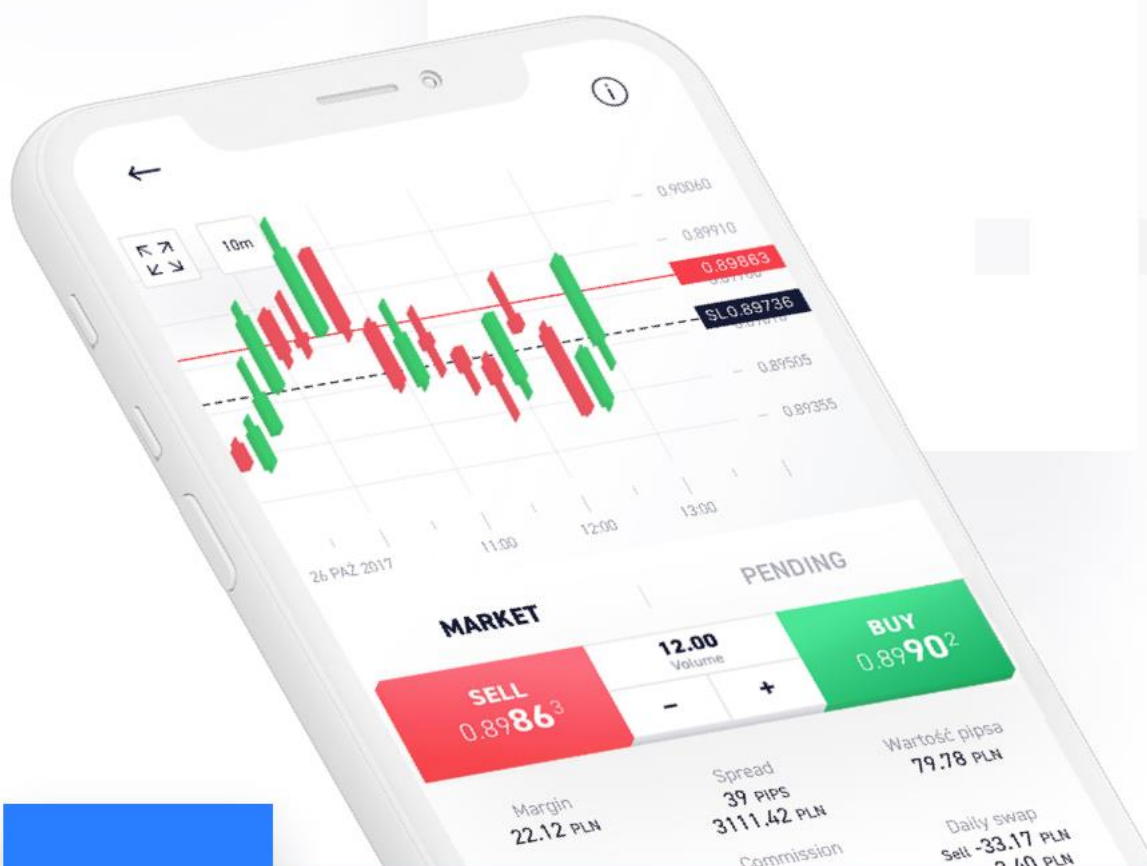 10m
0.90060
0.89910
0.89863
SL0.89736
0.89505
0.89355
26 PAŹ 2017
11:00
12:00
13:00
MARKET
PENDING
SELL
0.89863
12.00
Volume
-
+
BUY
0.89902
Margin
22.12 PLN
Spread
39 PIPS
3111.42 PLN
Wartość pipsa
79.78 PLN
Commission
Daily swap
Sell -33.17 PLN
PLN